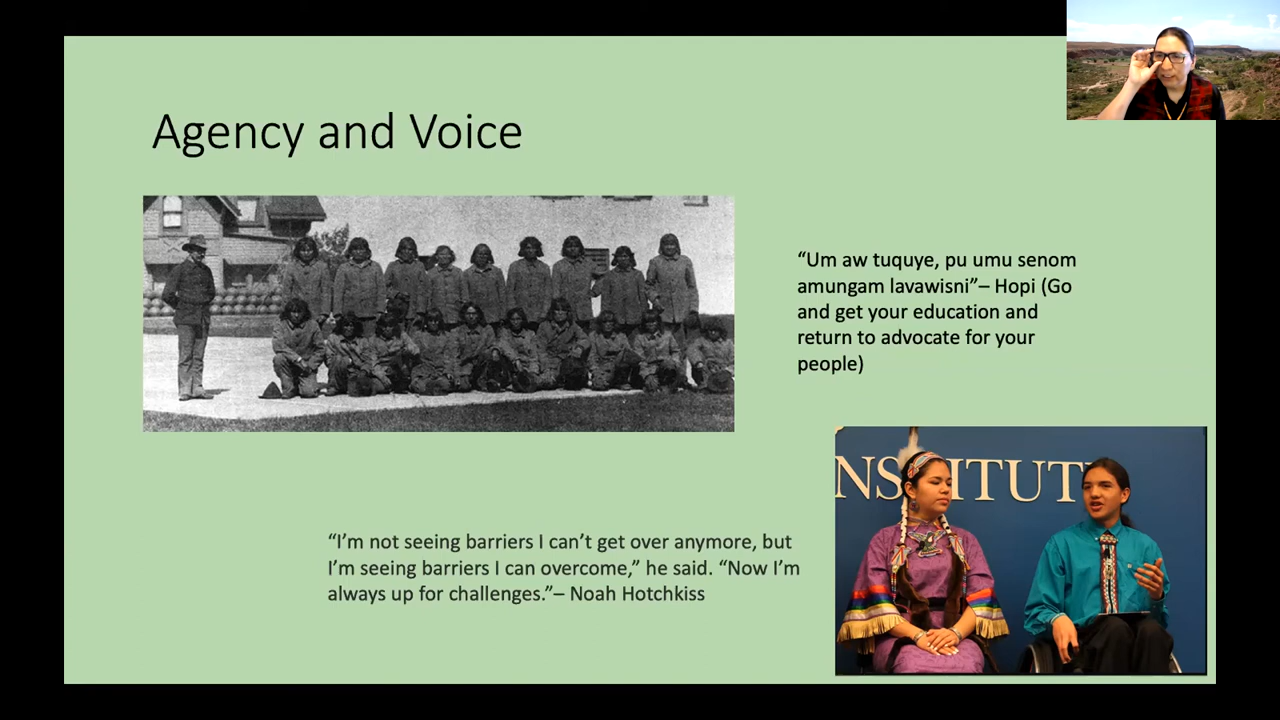 Agency and Voice
“Um aw tuquye, pu umu senom
amungam lavawisni”– Hopi (Go
and get your education and
return to advocate for your
people)
NSTITUT
“I’m not seeing barriers I can’t get over anymore, but
I’m seeing barriers I can overcome,” he said. “Now I’m
always up for challenges.”– Noah Hotchkiss